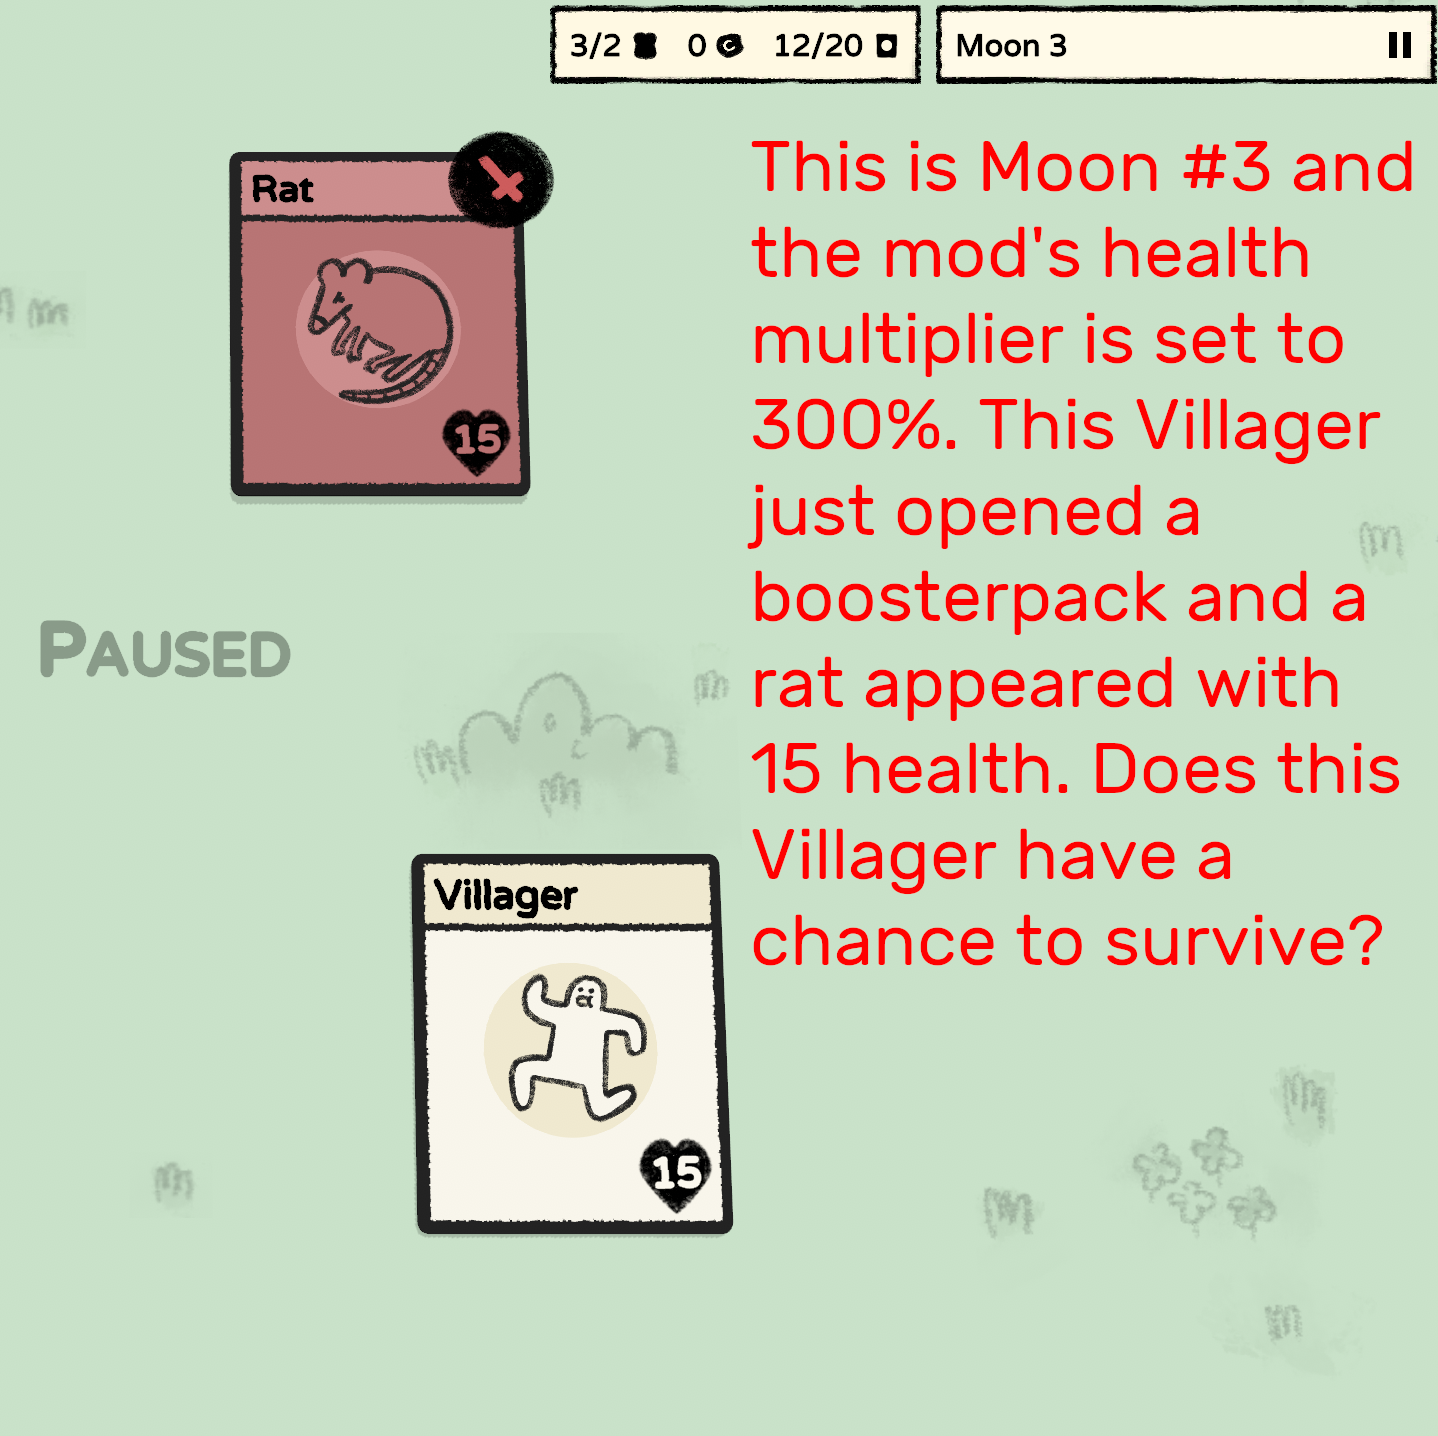 3/2 0 12/20
Moon 3
Rat
15
This is Moon #3 and
the mod's health
multiplier is set to
300%. This Villager
just opened a
boosterpack and a
rat appeared with
15 health. Does this
Villager have a
chance to survive?
PAUSED
Villager
15